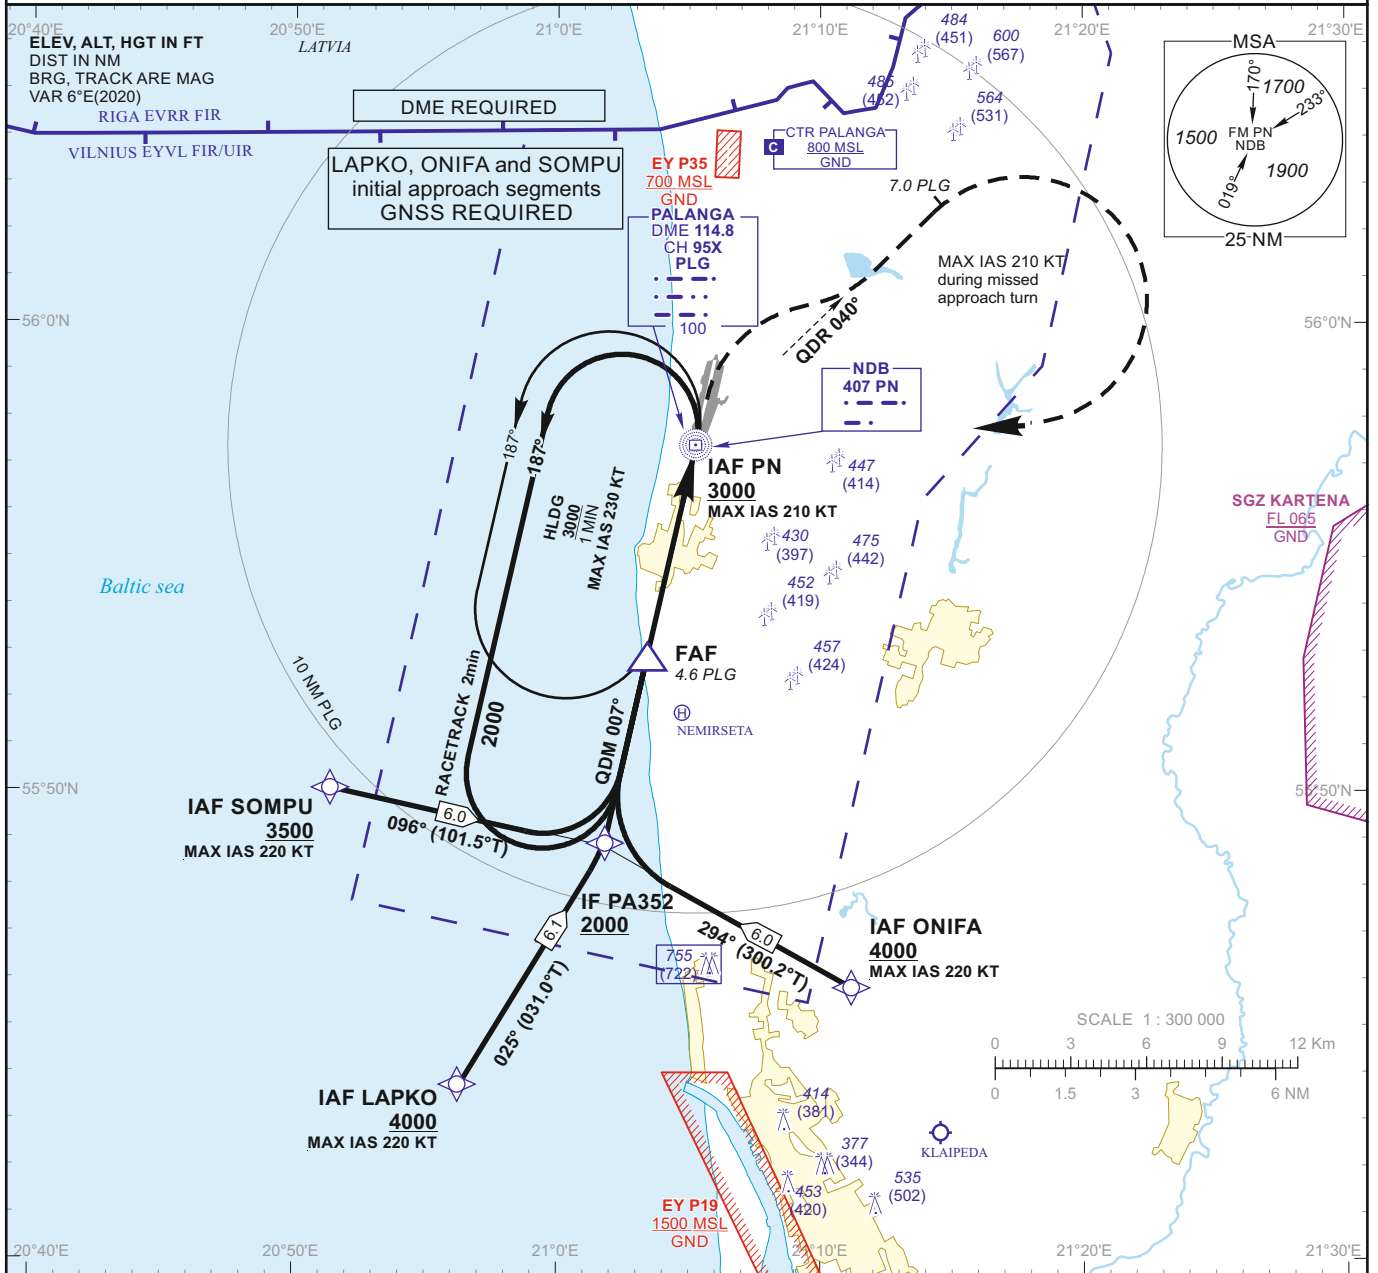 20°40'E
20°50'E
21°0'E
21°10'E
21°20'E
21°30'E
ELEV, ALT, HGT IN FT
DIST IN NM
BRG, TRACK ARE MAG
VAR 6°E(2020)
LATVIA
RIGA EVRR FIR
VILNIUS EYVL FIR/UIR
DME REQUIRED
LAPKO, ONIFA and SOMPU
initial approach segments
GNSS REQUIRED
484
(451)
600
(567)
485
(452)
564
(531)
C
CTR PALANGA
800 MSL
GND
MSA
170°
1700
233°
1500
FM PN
NDB
019°
1900
25 NM
EY P35
700 MSL
GND
PALANGA
DME 114.8
CH 95X
PLG
100
7.0 PLG
MAX IAS 210 KT
during missed
approach turn
QDR 040°
56°0'N
56°0'N
NDB
407 PN
187°
187°
HLDG
3000
1 MIN
MAX IAS 230 KT
IAF PN
3000
MAX IAS 210 KT
447
(414)
430
(397)
475
(442)
452
(419)
457
(424)
SGZ KARTENA
FL 065
GND
Baltic sea
FAF
4.6 PLG
10 NM PLG
RACETRACK 2min
2000
QDM 007°
H
NEMIRSETA
55°50'N
55°50'N
IAF SOMPU
3500
MAX IAS 220 KT
6.0
096° (101.5°T)
IF PA352
2000
6.1
025° (031.0°T)
6.0
294° (300.2°T)
IAF ONIFA
4000
MAX IAS 220 KT
755
(722)
IAF LAPKO
4000
MAX IAS 220 KT
SCALE 1 : 300 000
0 3 6 9 12 Km
0 1.5 3 6 NM
414
(381)
377
(344)
453
(420)
535
(502)
KLAIPEDA
EY P19
1500 MSL
GND
20°40'E
20°50'E
21°0'E
21°10'E
21°20'E
21°30'E